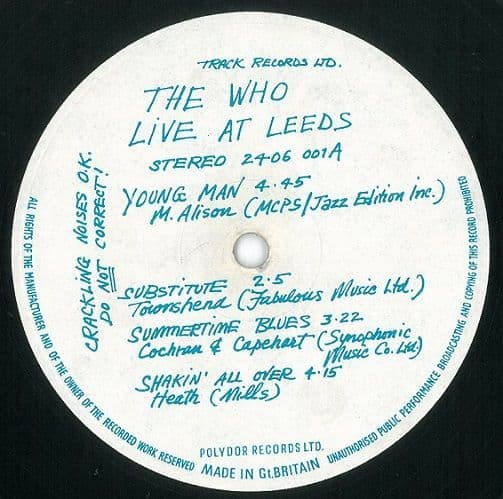 TRACK RECORDS LTD.
THE WHO
LIVE AT LEEDS
STEREO 2406 001A
YOUNG MAN 4.45
M. Alison (MCPS/Jazz Edition Inc.)
CRACKLING NOISES O.K.
DO NOT CORRECT!
SUBSTITUTE 2.5
Townshend (Fabulous Music Ltd.)
SUMMERTIME BLUES 3.22
Cochran & Capehart (Synophonic
Music Co. Ltd.)
SHAKIN' ALL OVER 4.15
Heath (Mills)
POLYDOR RECORDS LTD.
MADE IN Gt.BRITAIN
ALL RIGHTS OF THE MANUFACTURER AND OF THE OWNER OF THE RECORDED WORK RESERVED
UNAUTHORISED PUBLIC PERFORMANCE BROADCASTING AND COPYING OF THIS RECORD PROHIBITED